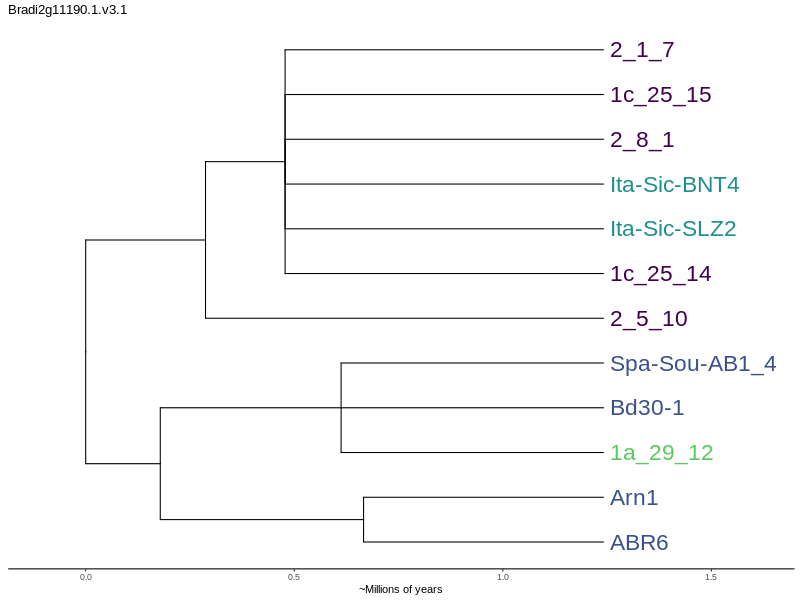 Bradi2g11190.1.v3.1
2_1_7
1c_25_15
2_8_1
Ita-Sic-BNT4
Ita-Sic-SLZ2
1c_25_14
2_5_10
Spa-Sou-AB1_4
Bd30-1
1a_29_12
Arn1
ABR6
0.0 0.5 1.0 1.5
~Millions of years